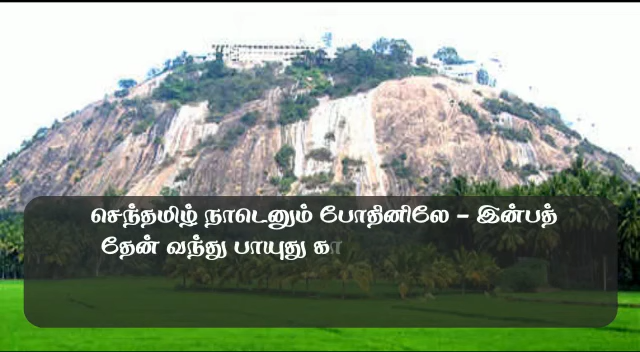 செந்தமிழ் நாடெனும் போதினிலே - இன்பத்
தேன் வந்து பாயுது கா